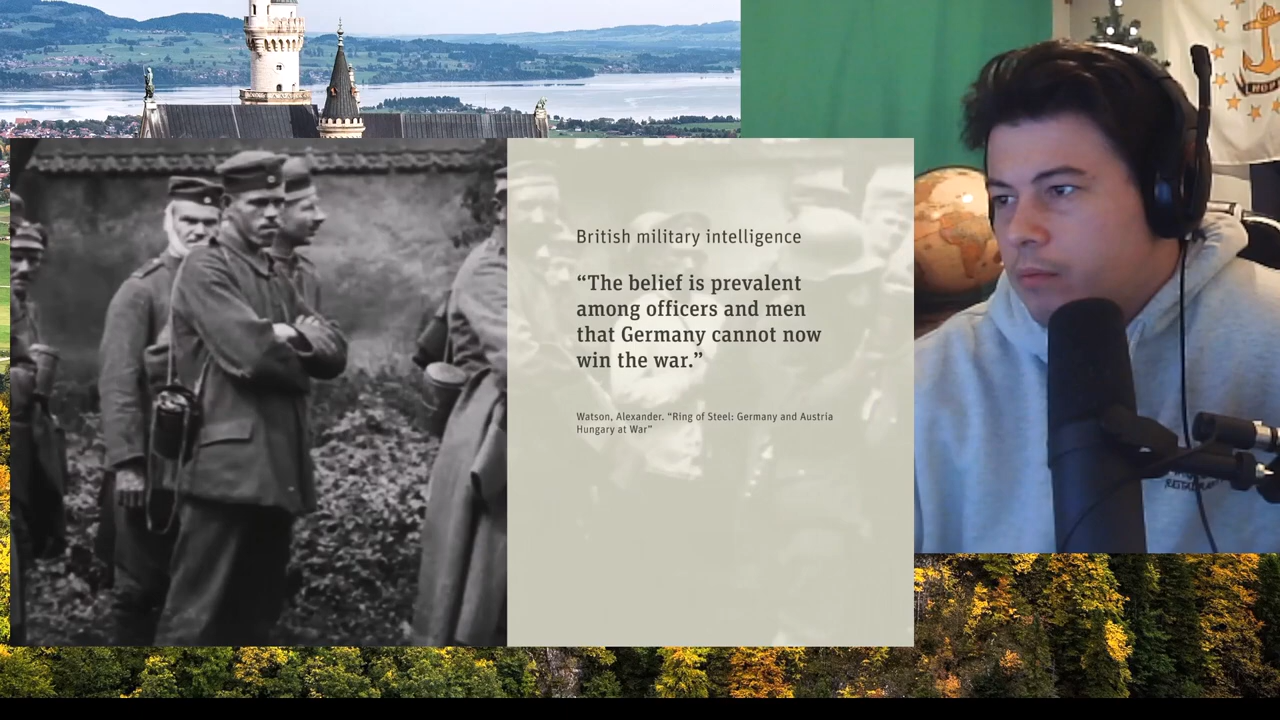 British military intelligence
“The belief is prevalent
among officers and men
that Germany cannot now
win the war.”
Watson, Alexander. “Ring of Steel: Germany and Austria
Hungary at War”